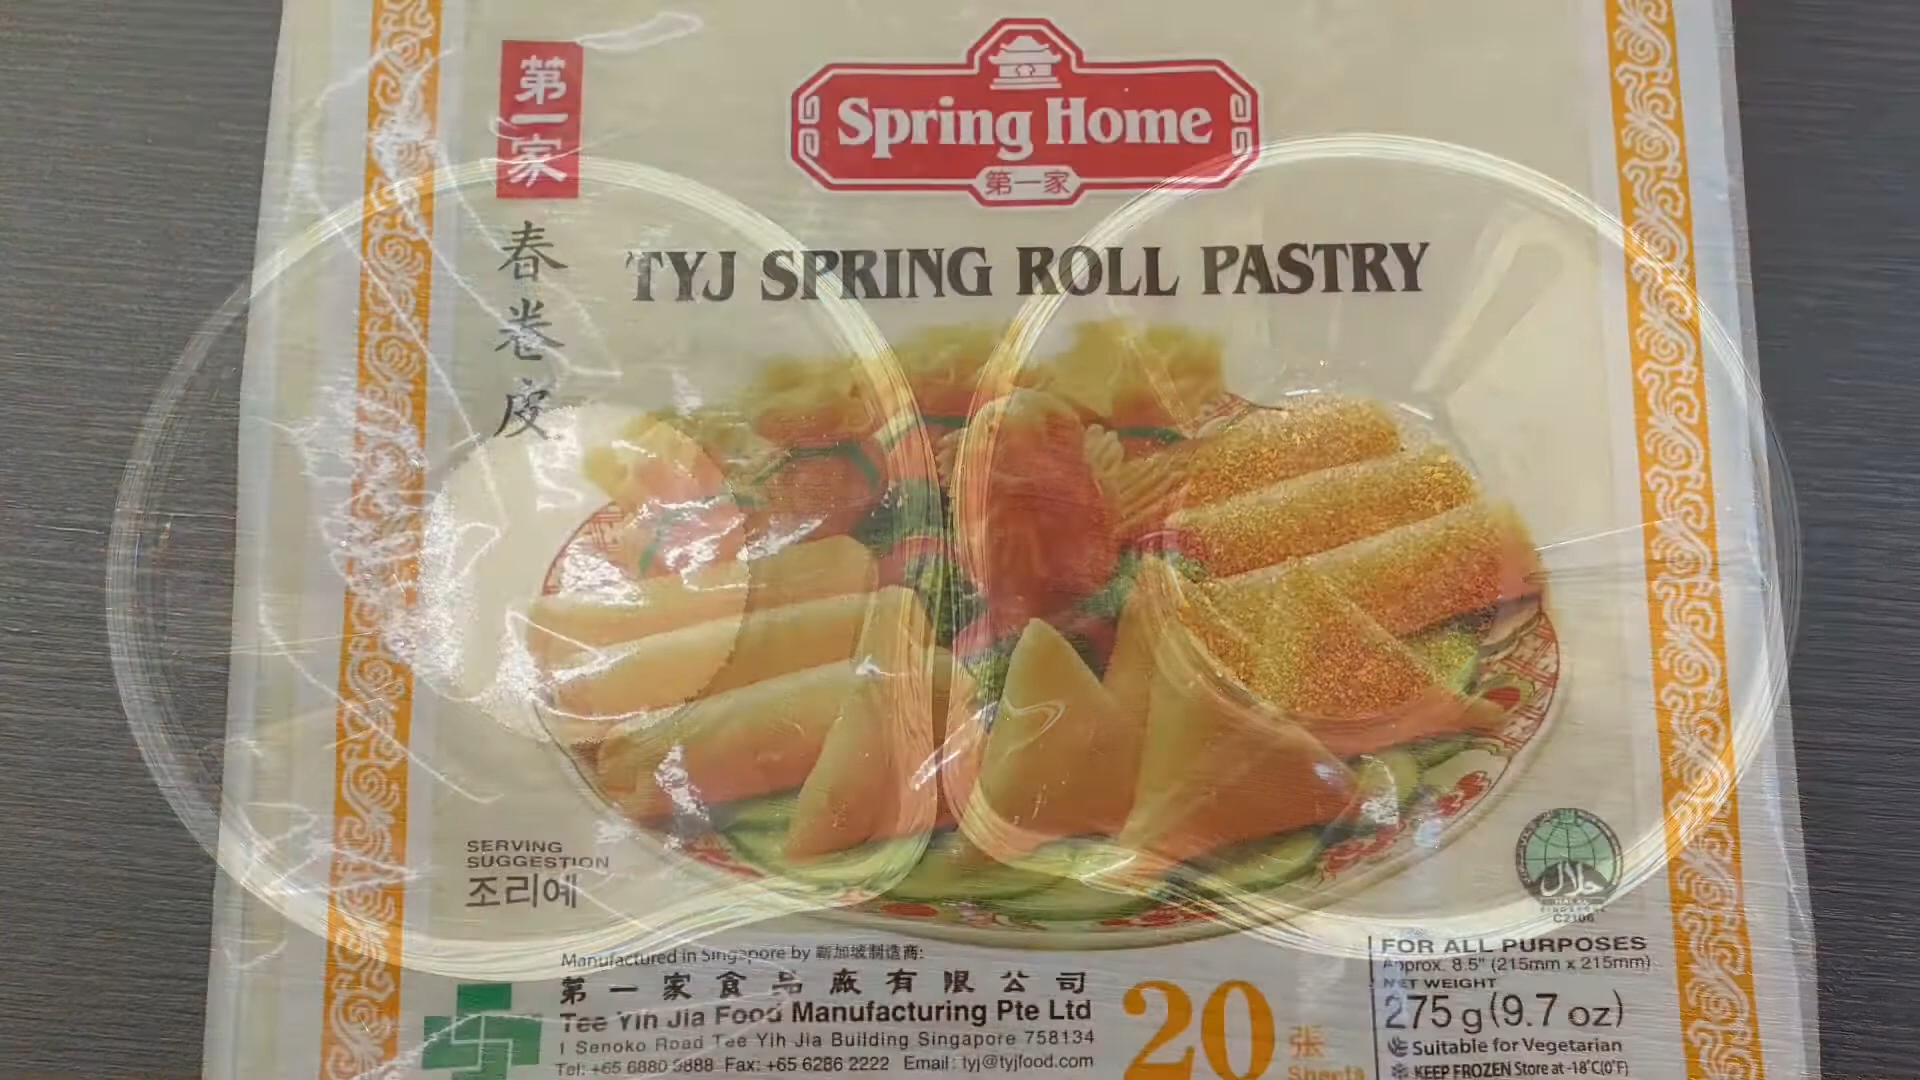 第一家
Spring Home
第一家
春卷皮
TYJ SPRING ROLL PASTRY
SERVING
SUGGESTION
조리예
حلال
C2106
Manufactured in Singapore by 新加坡制造商:
第一家食品廠有限公司
Tee Yih Jia Food Manufacturing Pte Ltd
1 Senoko Road Tee Yih Jia Building Singapore 758134
Tel: +65 6880 9888 Fax: +65 6286 2222 Email: tyj@tyjfood.com
20 張
Sheets
FOR ALL PURPOSES
Approx. 8.5" (215mm x 215mm)
NET WEIGHT
275g (9.7 oz)
Suitable for Vegetarian
KEEP FROZEN Store at -18°C(0°F)